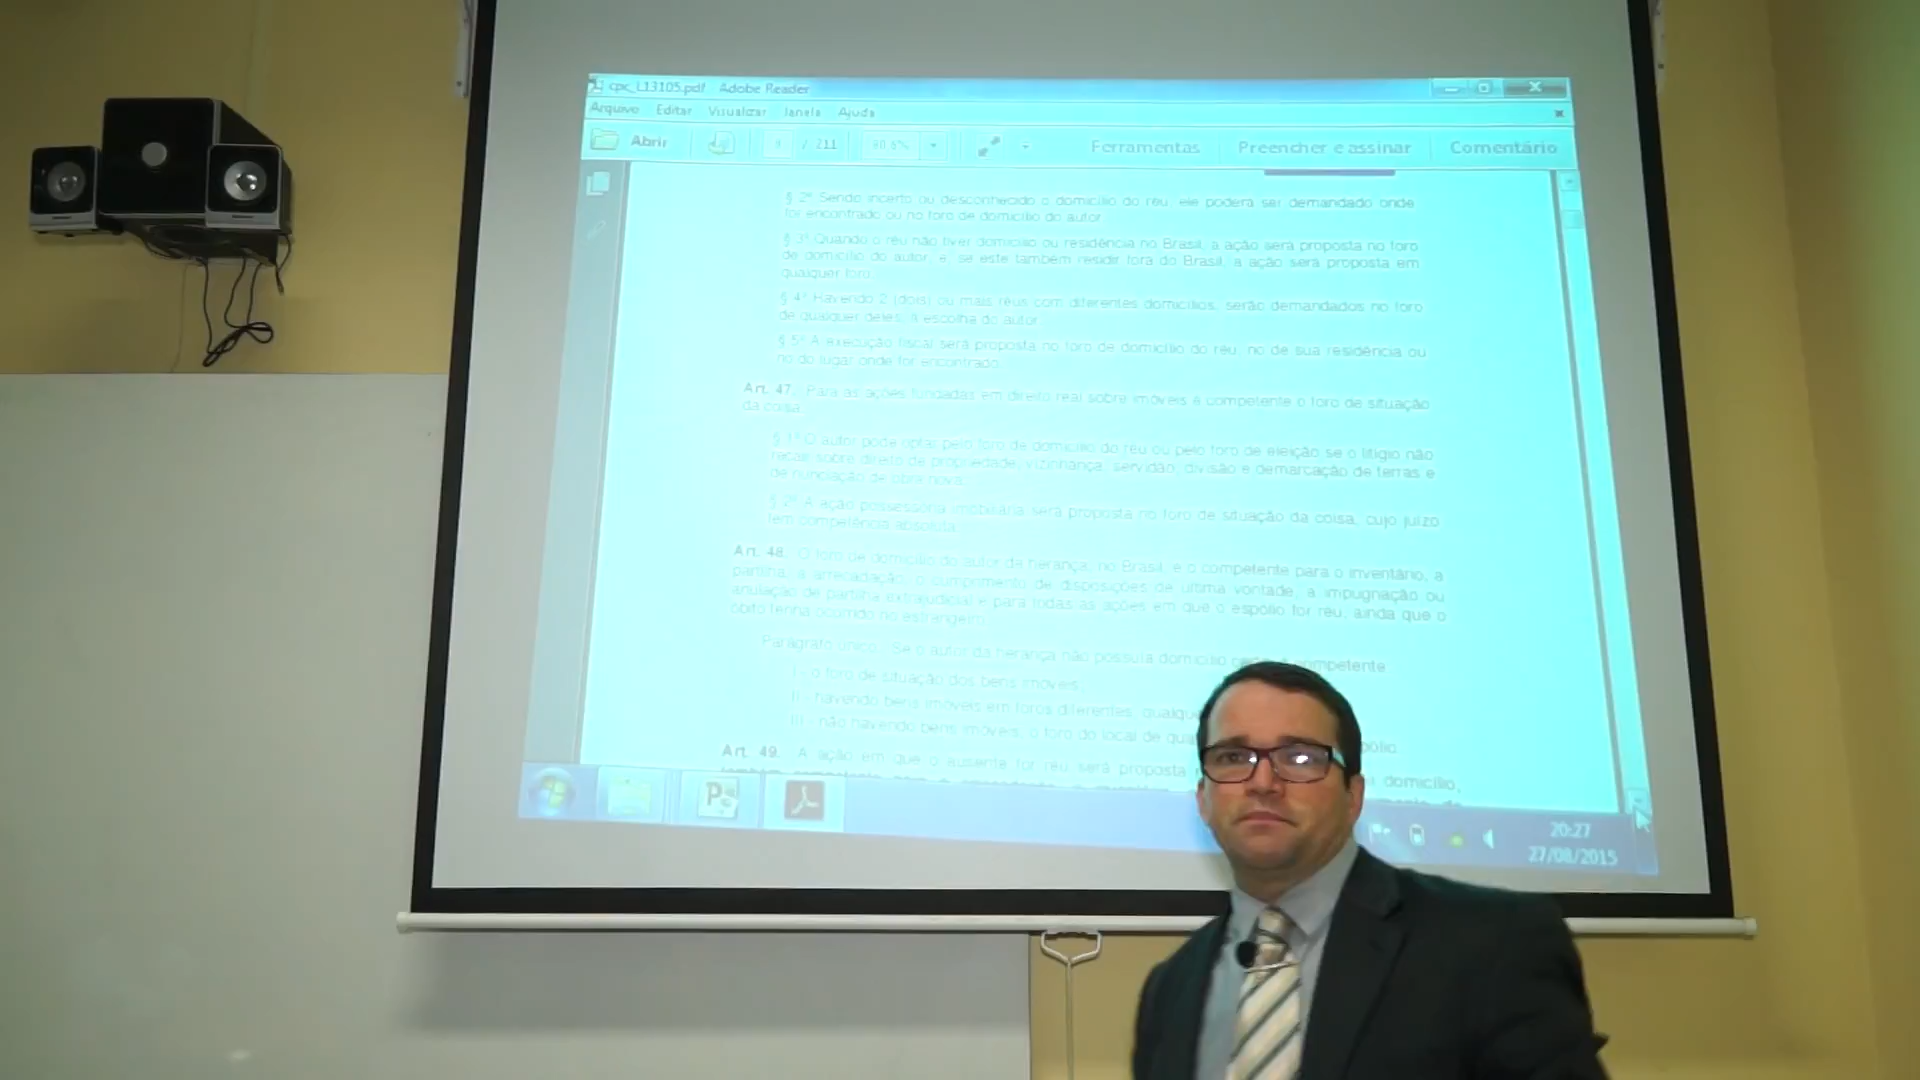 cpc_L13105.pdf - Adobe Reader
Arquivo Editar Visualizar Janela Ajuda
Abrir 9 / 211 90,6% Ferramentas Preencher e assinar Comentário
§ 2º Sendo incerto ou desconhecido o domicílio do réu, ele poderá ser demandado onde
for encontrado ou no foro de domicílio do autor.
§ 3º Quando o réu não tiver domicílio ou residência no Brasil, a ação será proposta no foro
de domicílio do autor, e, se este também residir fora do Brasil, a ação será proposta em
qualquer foro.
§ 4º Havendo 2 (dois) ou mais réus com diferentes domicílios, serão demandados no foro
de qualquer deles, à escolha do autor.
§ 5º A execução fiscal será proposta no foro de domicílio do réu, no de sua residência ou
no do lugar onde for encontrado.
Art. 47. Para as ações fundadas em direito real sobre imóveis é competente o foro de situação
da coisa.
§ 1º O autor pode optar pelo foro de domicílio do réu ou pelo foro de eleição se o litígio não
recair sobre direito de propriedade, vizinhança, servidão, divisão e demarcação de terras e
de nunciação de obra nova.
§ 2º A ação possessória imobiliária será proposta no foro de situação da coisa, cujo juízo
tem competência absoluta.
Art. 48. O foro de domicílio do autor da herança, no Brasil, é o competente para o inventário, a
partilha, a arrecadação, o cumprimento de disposições de última vontade, a impugnação ou
anulação de partilha extrajudicial e para todas as ações em que o espólio for réu, ainda que o
óbito tenha ocorrido no estrangeiro.
Parágrafo único. Se o autor da herança não possuía domicílio competente
I - o foro de situação dos bens imóveis;
II - havendo bens imóveis em foros diferentes, qualquer
III - não havendo bens imóveis, o foro do local de espólio.
Art. 49. A ação em que o ausente for réu será proposta domicílio,
20:27
27/08/2015